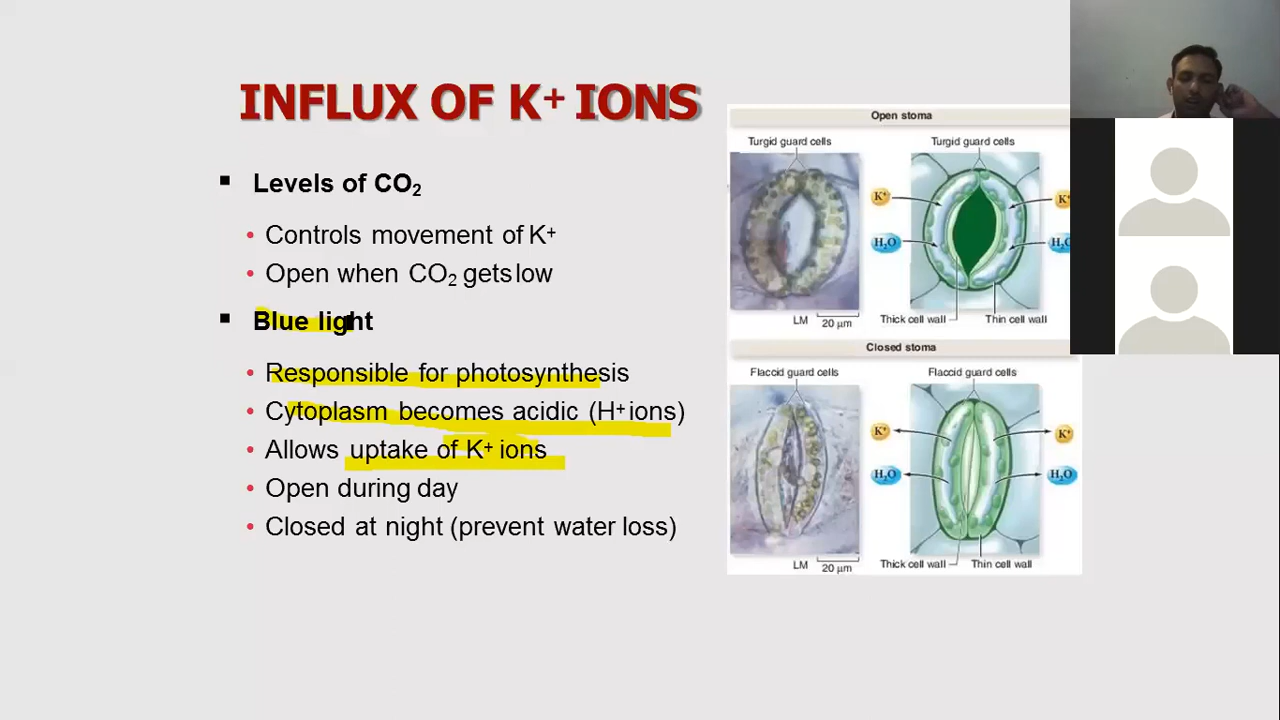 INFLUX OF K+ IONS
Levels of CO2
Controls movement of K+
Open when CO2 gets low
Blue light
Responsible for photosynthesis
Cytoplasm becomes acidic (H+ ions)
Allows uptake of K+ ions
Open during day
Closed at night (prevent water loss)
Open stoma
Turgid guard cells
Turgid guard cells
K+
K+
H2O
H2O
LM
20 µm
Thick cell wall
Thin cell wall
Closed stoma
Flaccid guard cells
Flaccid guard cells
K+
K+
H2O
H2O
LM
20 µm
Thick cell wall
Thin cell wall